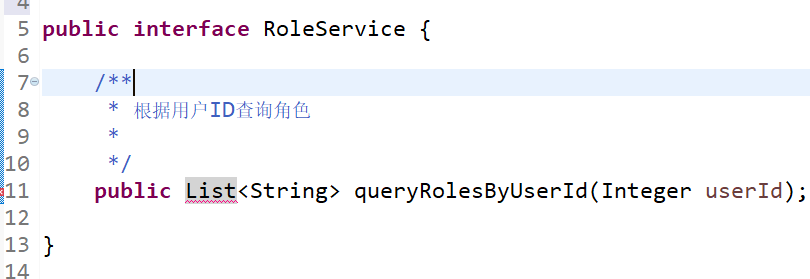 4
5 public interface RoleService {
6
7 /**
8 * 根据用户ID查询角色
9 *
10 */
11 public List<String> queryRolesByUserId(Integer userId);
12
13 }
14